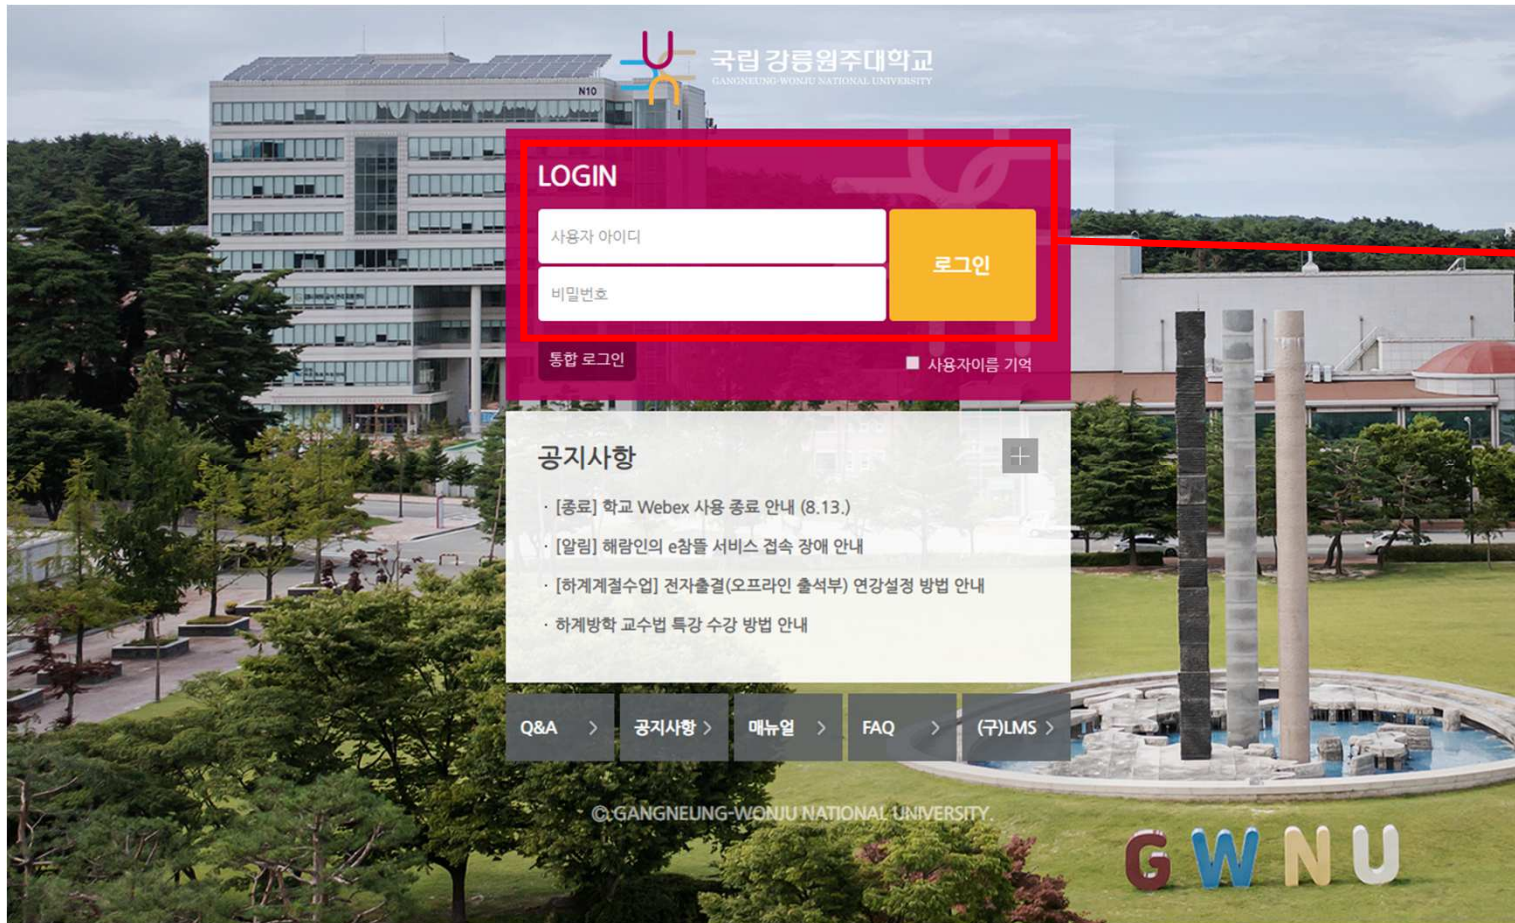 N10
국립 강릉원주대학교
GANGNEUNG-WONJU NATIONAL UNIVERSITY
LOGIN
사용자 아이디
비밀번호
로그인
통합 로그인
사용자이름 기억
공지사항
· [종료] 학교 Webex 사용 종료 안내 (8.13.)
· [알림] 해람인의 e참뜰 서비스 접속 장애 안내
· [하계계절수업] 전자출결(오프라인 출석부) 연강설정 방법 안내
· 하계방학 교수법 특강 수강 방법 안내
Q&A
공지사항
매뉴얼
FAQ
(구)LMS
© GANGNEUNG-WONJU NATIONAL UNIVERSITY.
GWNU